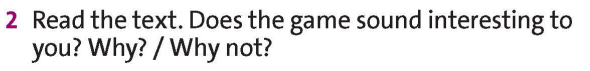 2 Read the text. Does the game sound interesting to
you? Why? / Why not?